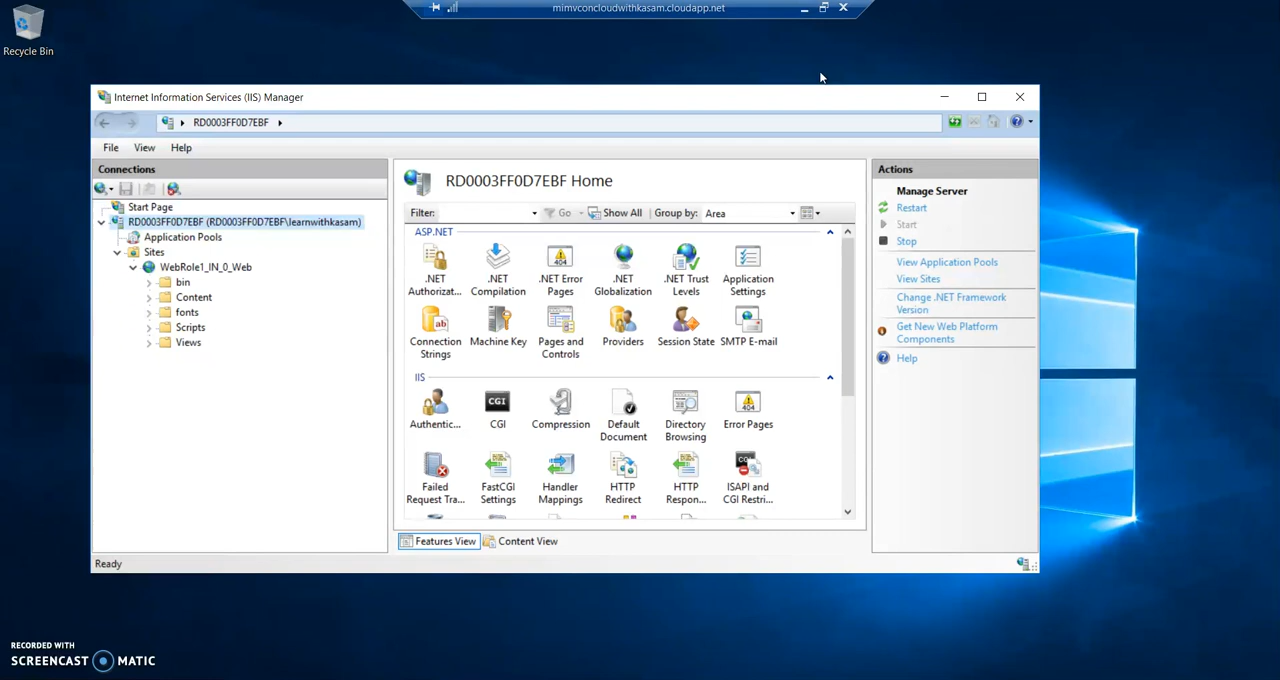 mimvconcloudwithkasam.cloudapp.net
Recycle Bin
Internet Information Services (IIS) Manager
RD0003FF0D7EBF
File View Help
Connections
Start Page
RD0003FF0D7EBF (RD0003FF0D7EBF\learnwithkasam)
Application Pools
Sites
WebRole1_IN_0_Web
bin
Content
fonts
Scripts
Views
RD0003FF0D7EBF Home
Filter: Go Show All Group by: Area
ASP.NET
.NET Authorizat...
.NET Compilation
.NET Error Pages
.NET Globalization
.NET Trust Levels
Application Settings
Connection Strings
Machine Key
Pages and Controls
Providers
Session State
SMTP E-mail
IIS
Authentic...
CGI
CGI
Compression
Default Document
Directory Browsing
404
Error Pages
Failed Request Tra...
FastCGI Settings
Handler Mappings
HTTP Redirect
HTTP Respon...
ISAPI and CGI Restri...
Features View Content View
Actions
Manage Server
Restart
Start
Stop
View Application Pools
View Sites
Change .NET Framework
Version
Get New Web Platform
Components
Help
Ready
RECORDED WITH
SCREENCAST MATIC